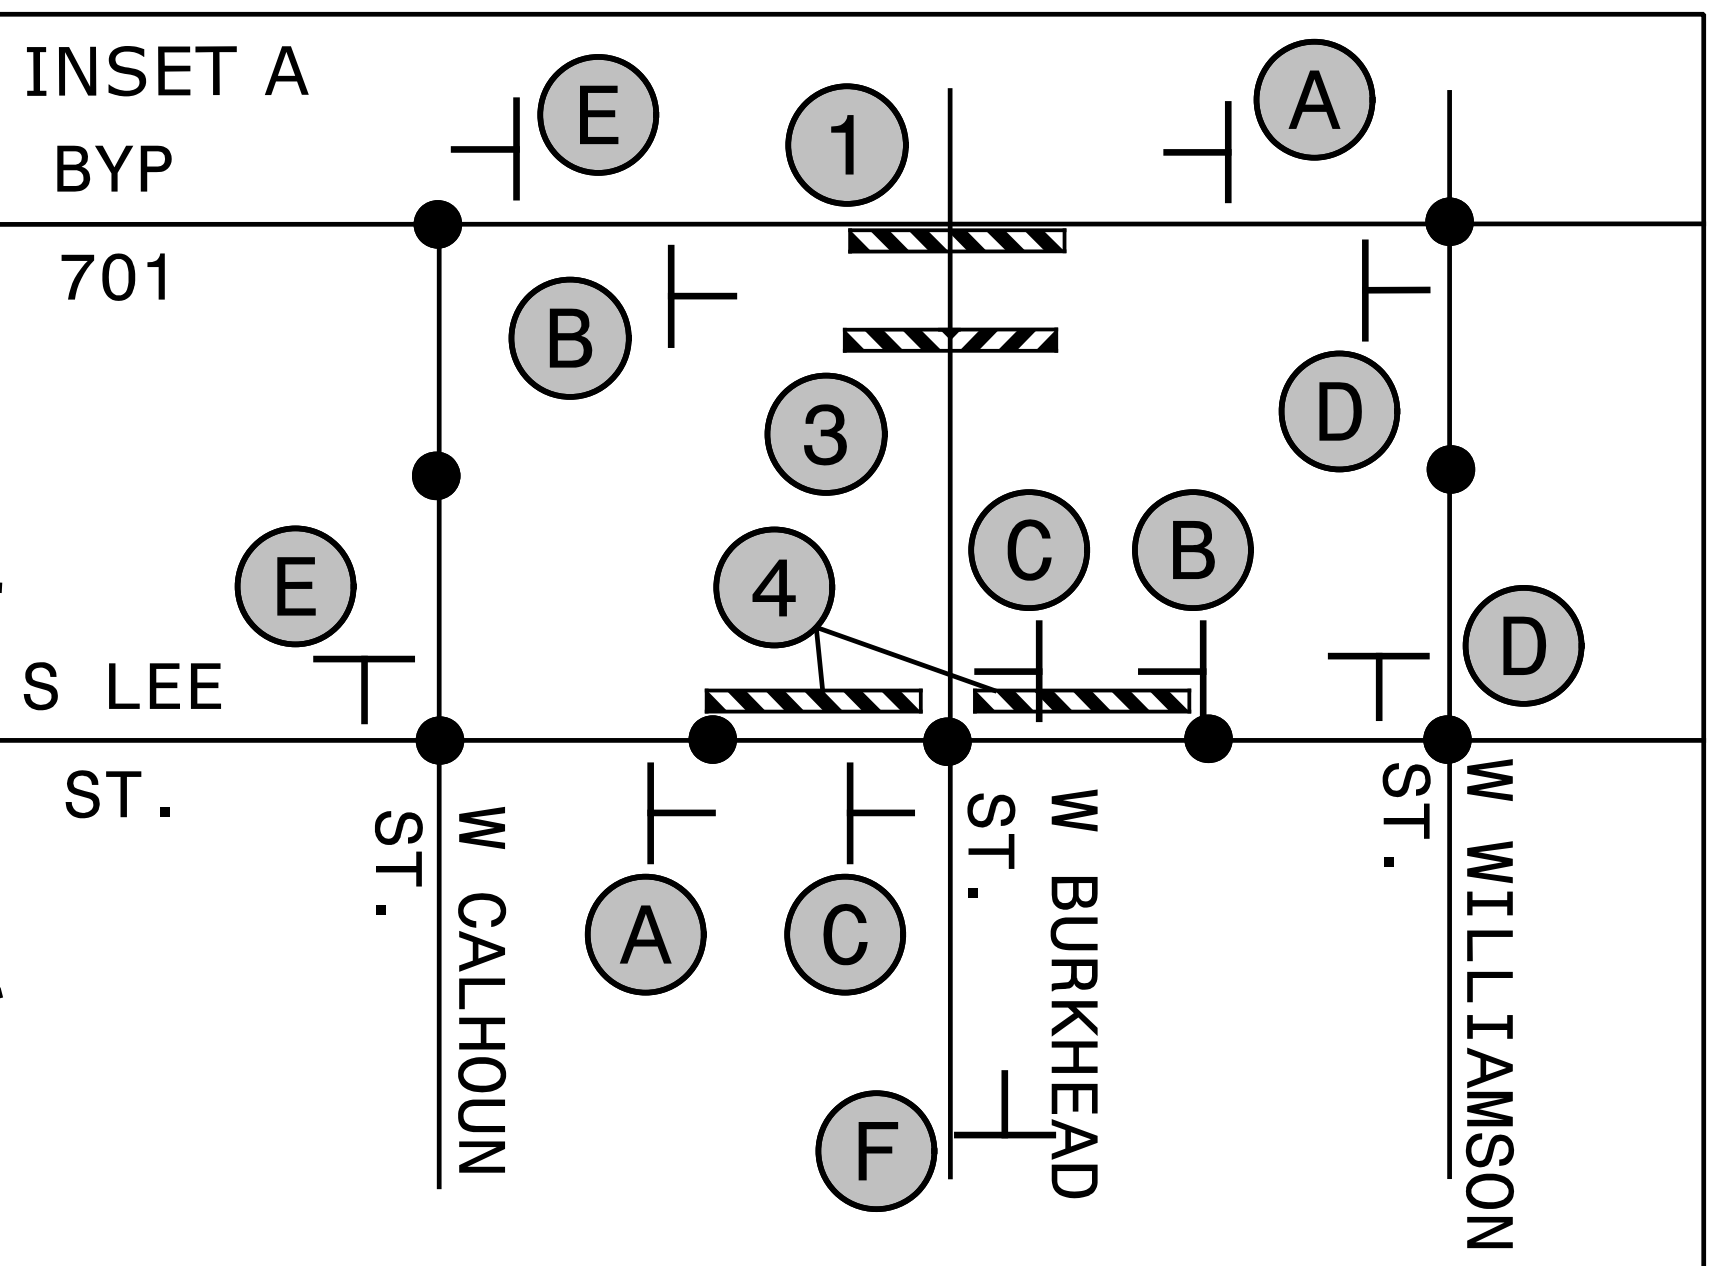 INSET A
E
1
A
BYP
701
B
3
D
E
4
C
B
D
S LEE
ST.
A
C
F
W CALHOUN
ST.
W BURKHEAD
ST.
W WILLIAMSON
ST.